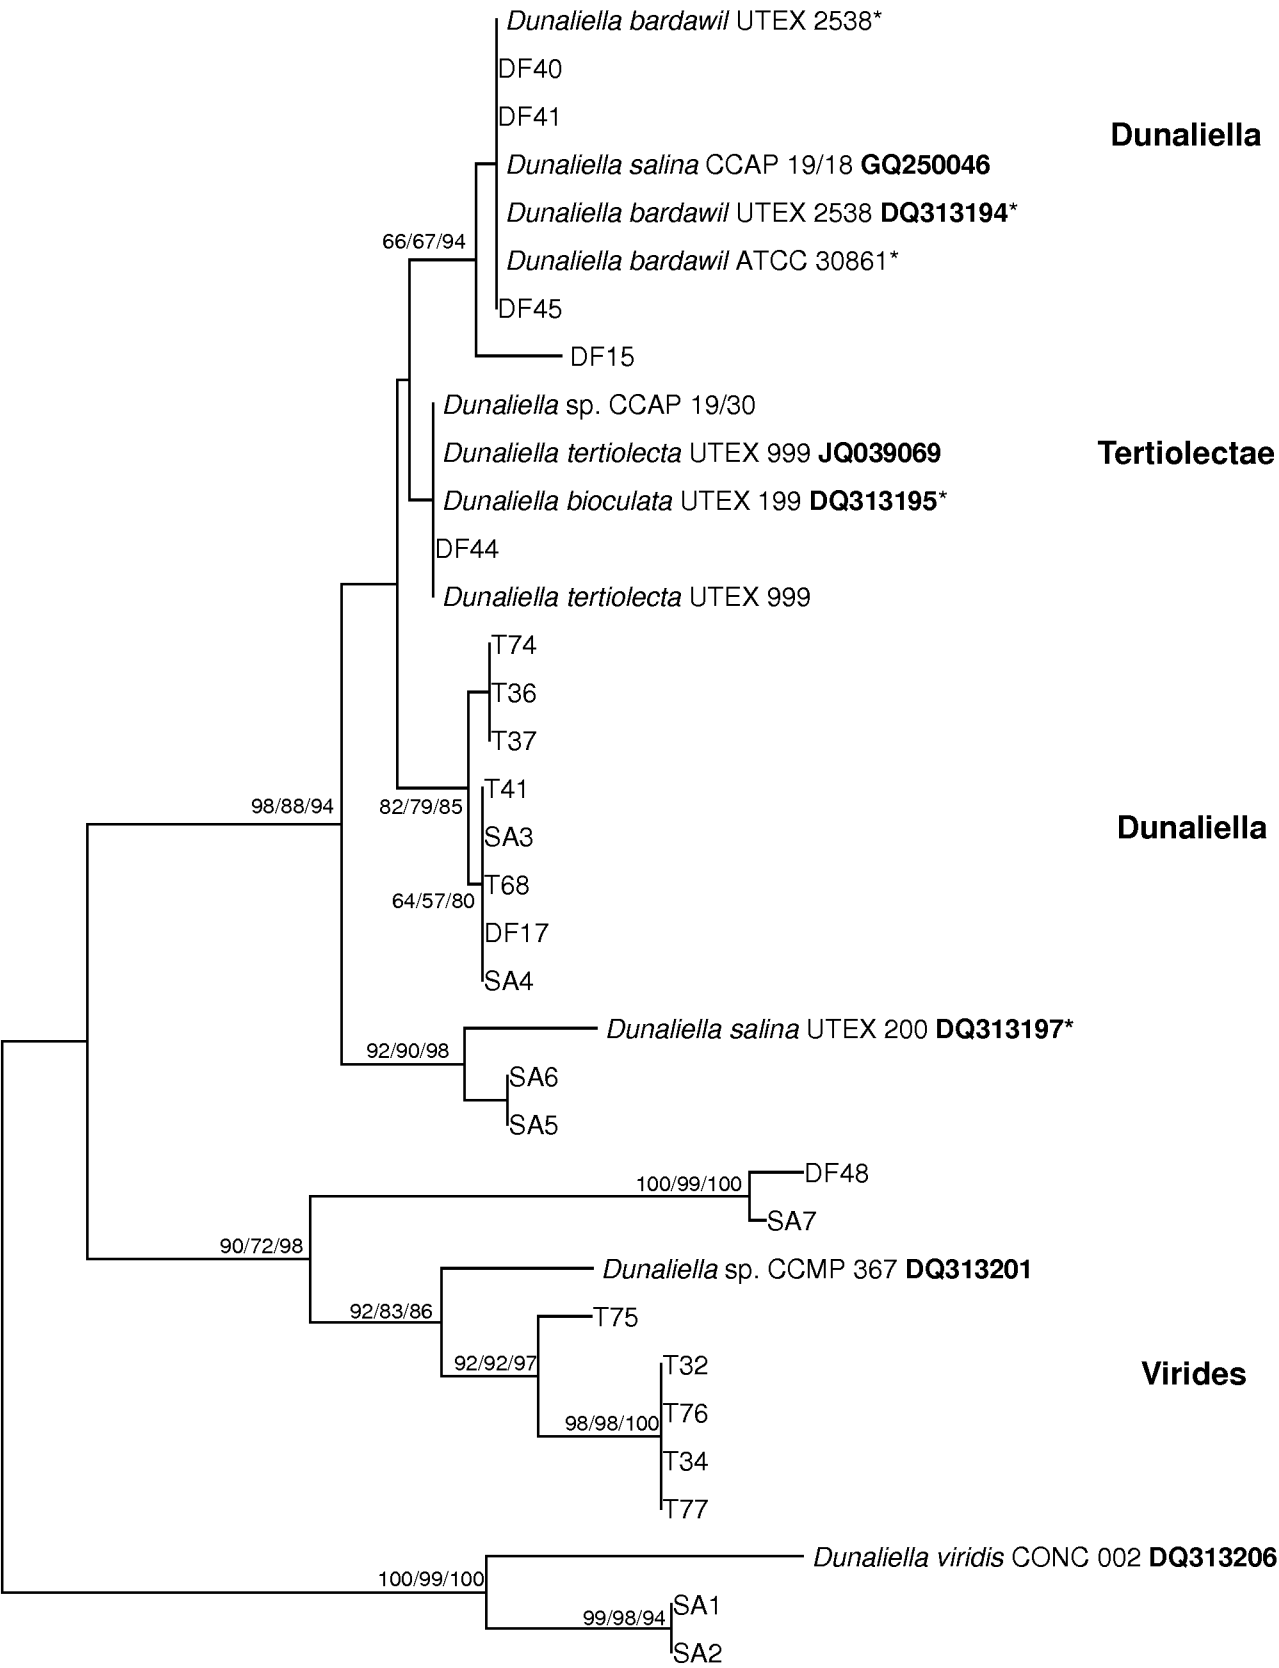 Dunaliella bardawil UTEX 2538*
DF40
DF41
Dunaliella
Dunaliella salina CCAP 19/18 GQ250046
Dunaliella bardawil UTEX 2538 DQ313194*
66/67/94
Dunaliella bardawil ATCC 30861*
DF45
DF15
Dunaliella sp. CCAP 19/30
Dunaliella tertiolecta UTEX 999 JQ039069
Tertiolectae
Dunaliella bioculata UTEX 199 DQ313195*
DF44
Dunaliella tertiolecta UTEX 999
T74
T36
T37
T41
98/88/94
82/79/85
Dunaliella
SA3
T68
64/57/80
DF17
SA4
Dunaliella salina UTEX 200 DQ313197*
92/90/98
SA6
SA5
DF48
100/99/100
SA7
90/72/98
Dunaliella sp. CCMP 367 DQ313201
92/83/86
T75
92/92/97
T32
Virides
T76
98/98/100
T34
T77
Dunaliella viridis CONC 002 DQ313206
100/99/100
SA1
99/98/94
SA2